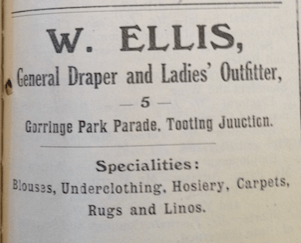 W. ELLIS,
General Draper and Ladies' Outfitter,
— 5 —
Gorringe Park Parade, Tooting Juuction.
Specialities:
Blouses, Underclothing, Hosiery, Carpets,
Rugs and Linos.